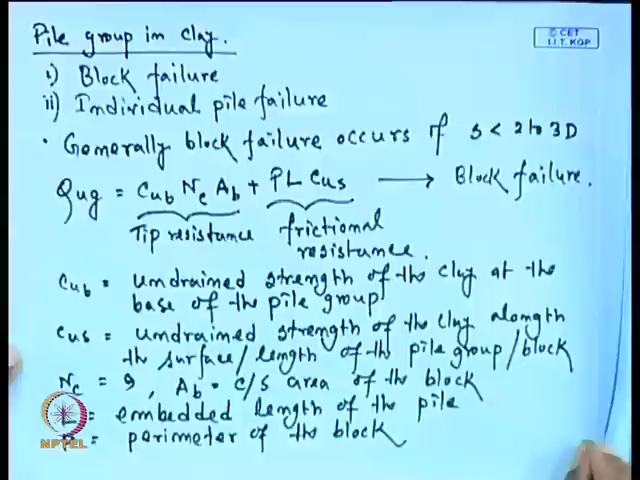 Pile group in clay.
© CET
I.I.T. KGP
i) Block failure
ii) Individual pile failure
• Generally block failure occurs if s < 2 to 3D
Qug = Cub Nc Ab + PL Cus → Block failure.
Tip resistance frictional
resistance.
Cub = undrained strength of the clay at the
base of the pile group
Cus = undrained strength of the clay alongth
the surface/length of the pile group/block
Nc = 9, Ab = c/s area of the block
L = embedded length of the pile
= perimeter of the block
NPTEL